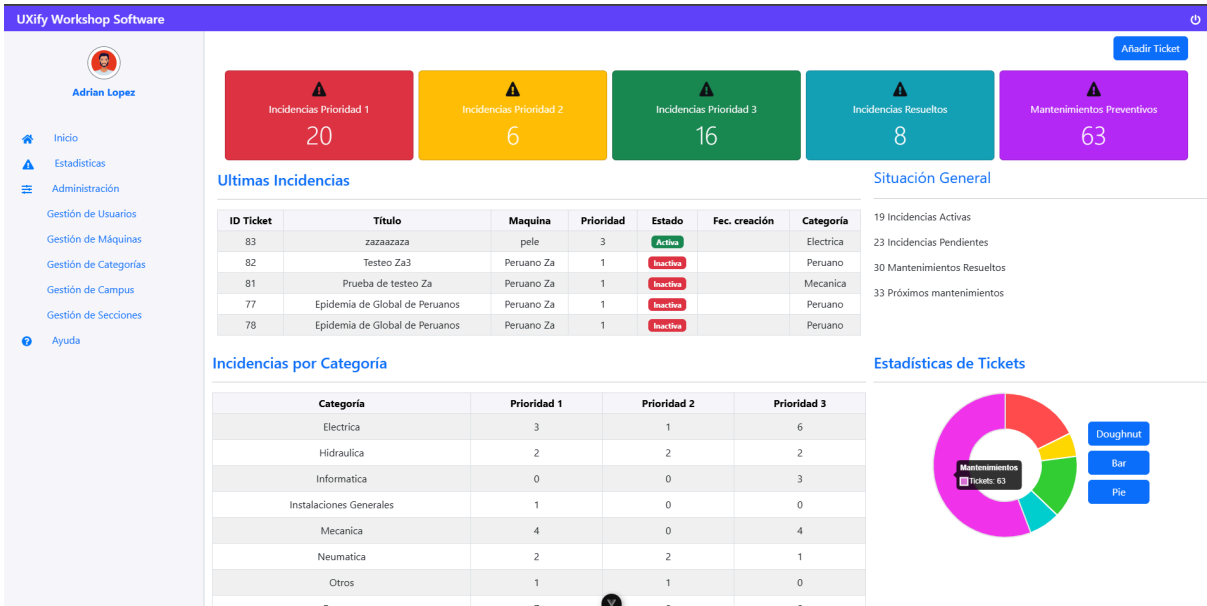 UXify Workshop Software
Adrian Lopez
Inicio
Estadísticas
Administración
Gestión de Usuarios
Gestión de Máquinas
Gestión de Categorías
Gestión de Campus
Gestión de Secciones
Ayuda
Añadir Ticket
Incidencias Prioridad 1
20
Incidencias Prioridad 2
6
Incidencias Prioridad 3
16
Incidencias Resueltos
8
Mantenimientos Preventivos
63
Ultimas Incidencias
ID Ticket Título Maquina Prioridad Estado Fec. creación Categoría
83 zazaazaza pele 3 Activa Electrica
82 Testeo Za3 Peruano Za 1 Inactiva Peruano
81 Prueba de testeo Za Peruano Za 1 Inactiva Mecanica
77 Epidemia de Global de Peruanos Peruano Za 1 Inactiva Peruano
78 Epidemia de Global de Peruanos Peruano Za 1 Inactiva Peruano
Situación General
19 Incidencias Activas
23 Incidencias Pendientes
30 Mantenimientos Resueltos
33 Próximos mantenimientos
Incidencias por Categoría
Categoría Prioridad 1 Prioridad 2 Prioridad 3
Electrica 3 1 6
Hidraulica 2 2 2
Informatica 0 0 3
Instalaciones Generales 1 0 0
Mecanica 4 0 4
Neumatica 2 2 1
Otros 1 1 0
Estadísticas de Tickets
Mantenimientos
Tickets: 63
Doughnut
Bar
Pie